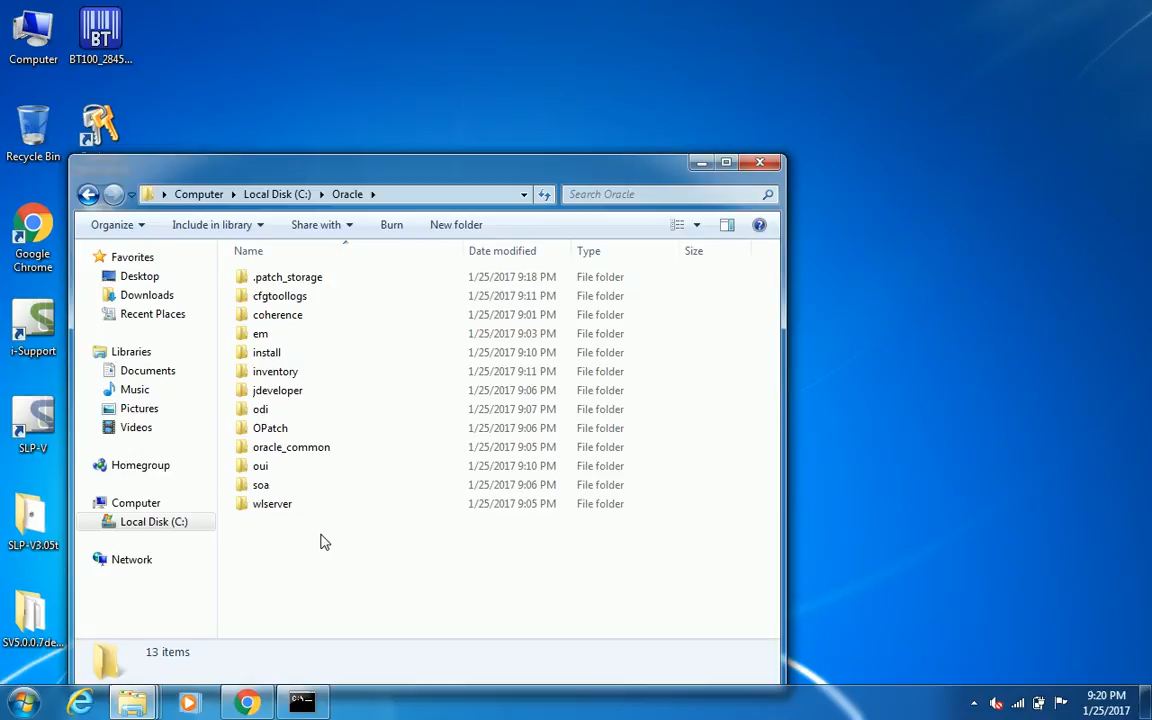 Computer
BT
BT100_2845...
Recycle Bin
Google
Chrome
i-Support
SLP-V
SLP-V3.05t
SV5.0.0.7de...
Computer
Local Disk (C:)
Oracle
Search Oracle
Organize
Include in library
Share with
Burn
New folder
Name
Date modified
Type
Size
Favorites
Desktop
Downloads
Recent Places
Libraries
Documents
Music
Pictures
Videos
Homegroup
Computer
Local Disk (C:)
Network
.patch_storage 1/25/2017 9:18 PM File folder
cfgtoollogs 1/25/2017 9:11 PM File folder
coherence 1/25/2017 9:01 PM File folder
em 1/25/2017 9:03 PM File folder
install 1/25/2017 9:10 PM File folder
inventory 1/25/2017 9:11 PM File folder
jdeveloper 1/25/2017 9:06 PM File folder
odi 1/25/2017 9:07 PM File folder
OPatch 1/25/2017 9:06 PM File folder
oracle_common 1/25/2017 9:05 PM File folder
oui 1/25/2017 9:10 PM File folder
soa 1/25/2017 9:06 PM File folder
wlserver 1/25/2017 9:05 PM File folder
13 items
9:20 PM
1/25/2017